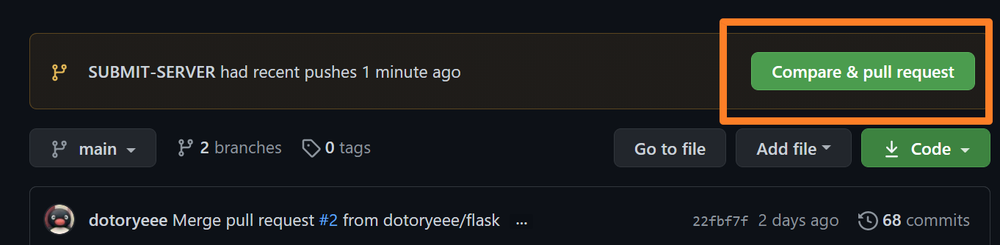 SUBMIT-SERVER had recent pushes 1 minute ago
Compare & pull request
main 2 branches 0 tags Go to file Add file Code
dotoryeee Merge pull request #2 from dotoryeee/flask ... 22fbf7f 2 days ago 68 commits